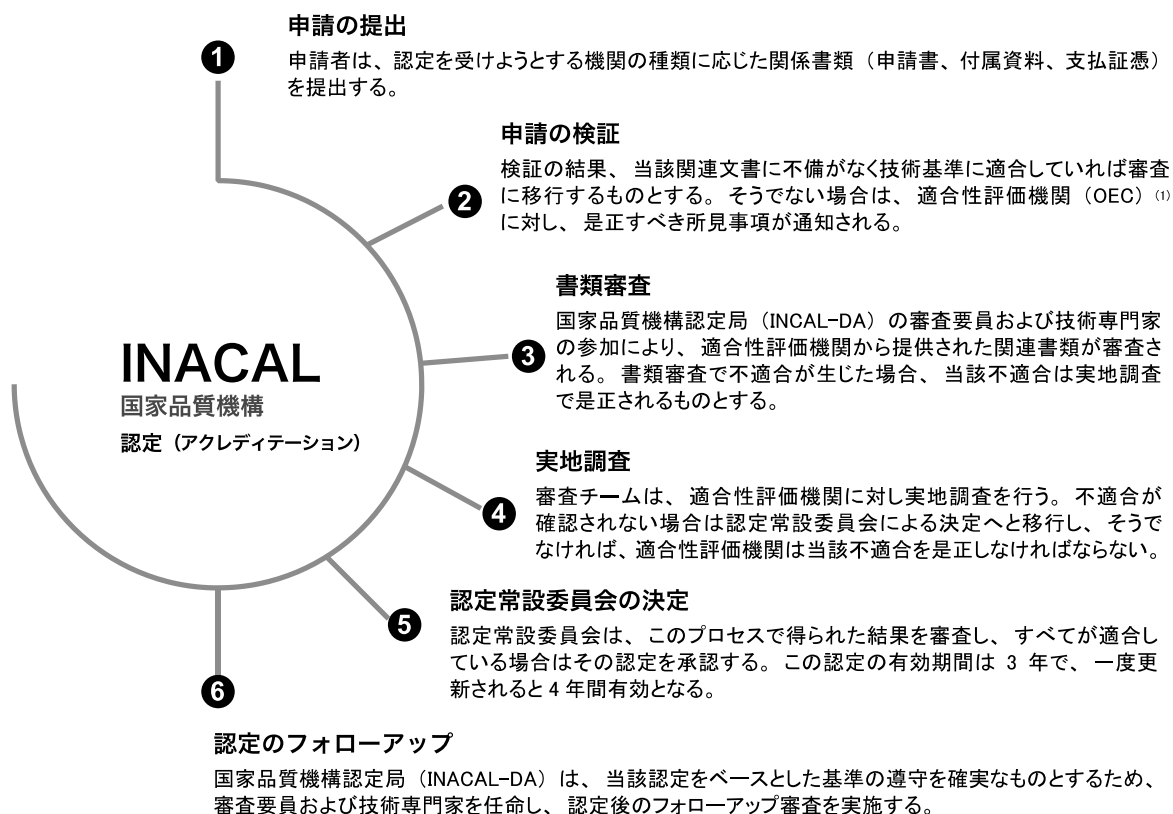 1
申請の提出
申請者は、認定を受けようとする機関の種類に応じた関係書類（申請書、付属資料、支払証憑）
を提出する。
2
申請の検証
検証の結果、当該関連文書に不備がなく技術基準に適合していれば審査
に移行するものとする。そうでない場合は、適合性評価機関（OEC）(1)
に対し、是正すべき所見事項が通知される。
3
書類審査
国家品質機構認定局（INCAL-DA）の審査要員および技術専門家
の参加により、適合性評価機関から提供された関連書類が審査さ
れる。書類審査で不適合が生じた場合、当該不適合は実地調査
で是正されるものとする。
INACAL
国家品質機構
認定（アクレディテーション）
4
実地調査
審査チームは、適合性評価機関に対し実地調査を行う。不適合が
確認されない場合は認定常設委員会による決定へと移行し、そうで
なければ、適合性評価機関は当該不適合を是正しなければならない。
5
認定常設委員会の決定
認定常設委員会は、このプロセスで得られた結果を審査し、すべてが適合し
ている場合はその認定を承認する。この認定の有効期間は 3 年で、一度更
新されると 4 年間有効となる。
6
認定のフォローアップ
国家品質機構認定局（INACAL-DA）は、当該認定をベースとした基準の遵守を確実なものとするため、
審査要員および技術専門家を任命し、認定後のフォローアップ審査を実施する。